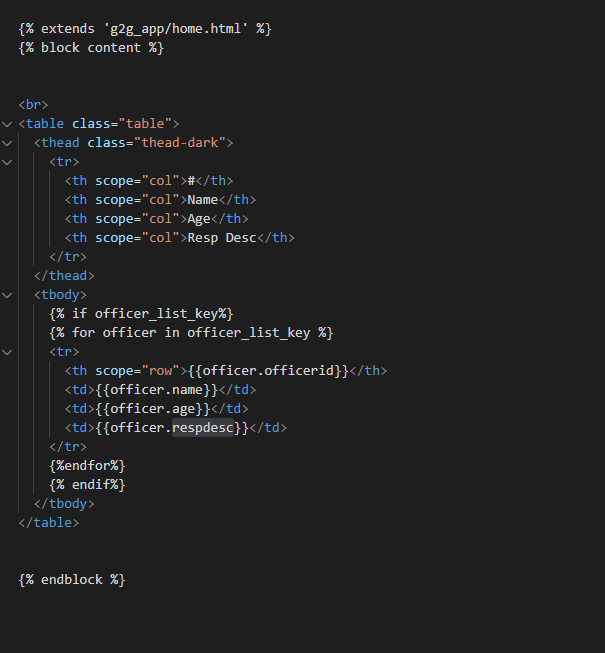 {% extends 'g2g_app/home.html' %}
{% block content %}
<br>
<table class="table">
<thead class="thead-dark">
<tr>
<th scope="col">#</th>
<th scope="col">Name</th>
<th scope="col">Age</th>
<th scope="col">Resp Desc</th>
</tr>
</thead>
<tbody>
{% if officer_list_key%}
{% for officer in officer_list_key %}
<tr>
<th scope="row">{{officer.officerid}}</th>
<td>{{officer.name}}</td>
<td>{{officer.age}}</td>
<td>{{officer.respdesc}}</td>
</tr>
{%endfor%}
{% endif%}
</tbody>
</table>
{% endblock %}